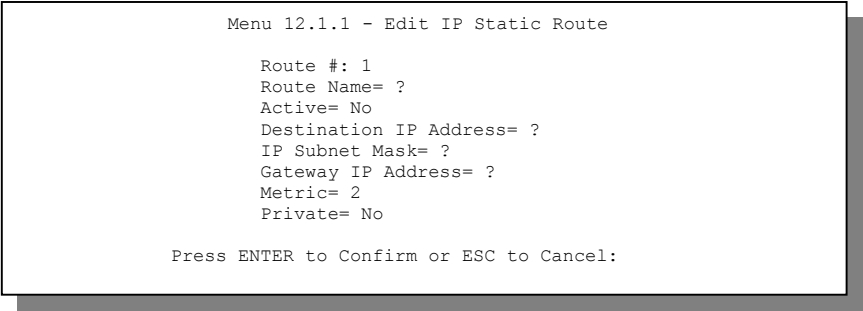 Menu 12.1.1 - Edit IP Static Route
Route #: 1
Route Name= ?
Active= No
Destination IP Address= ?
IP Subnet Mask= ?
Gateway IP Address= ?
Metric= 2
Private= No
Press ENTER to Confirm or ESC to Cancel: